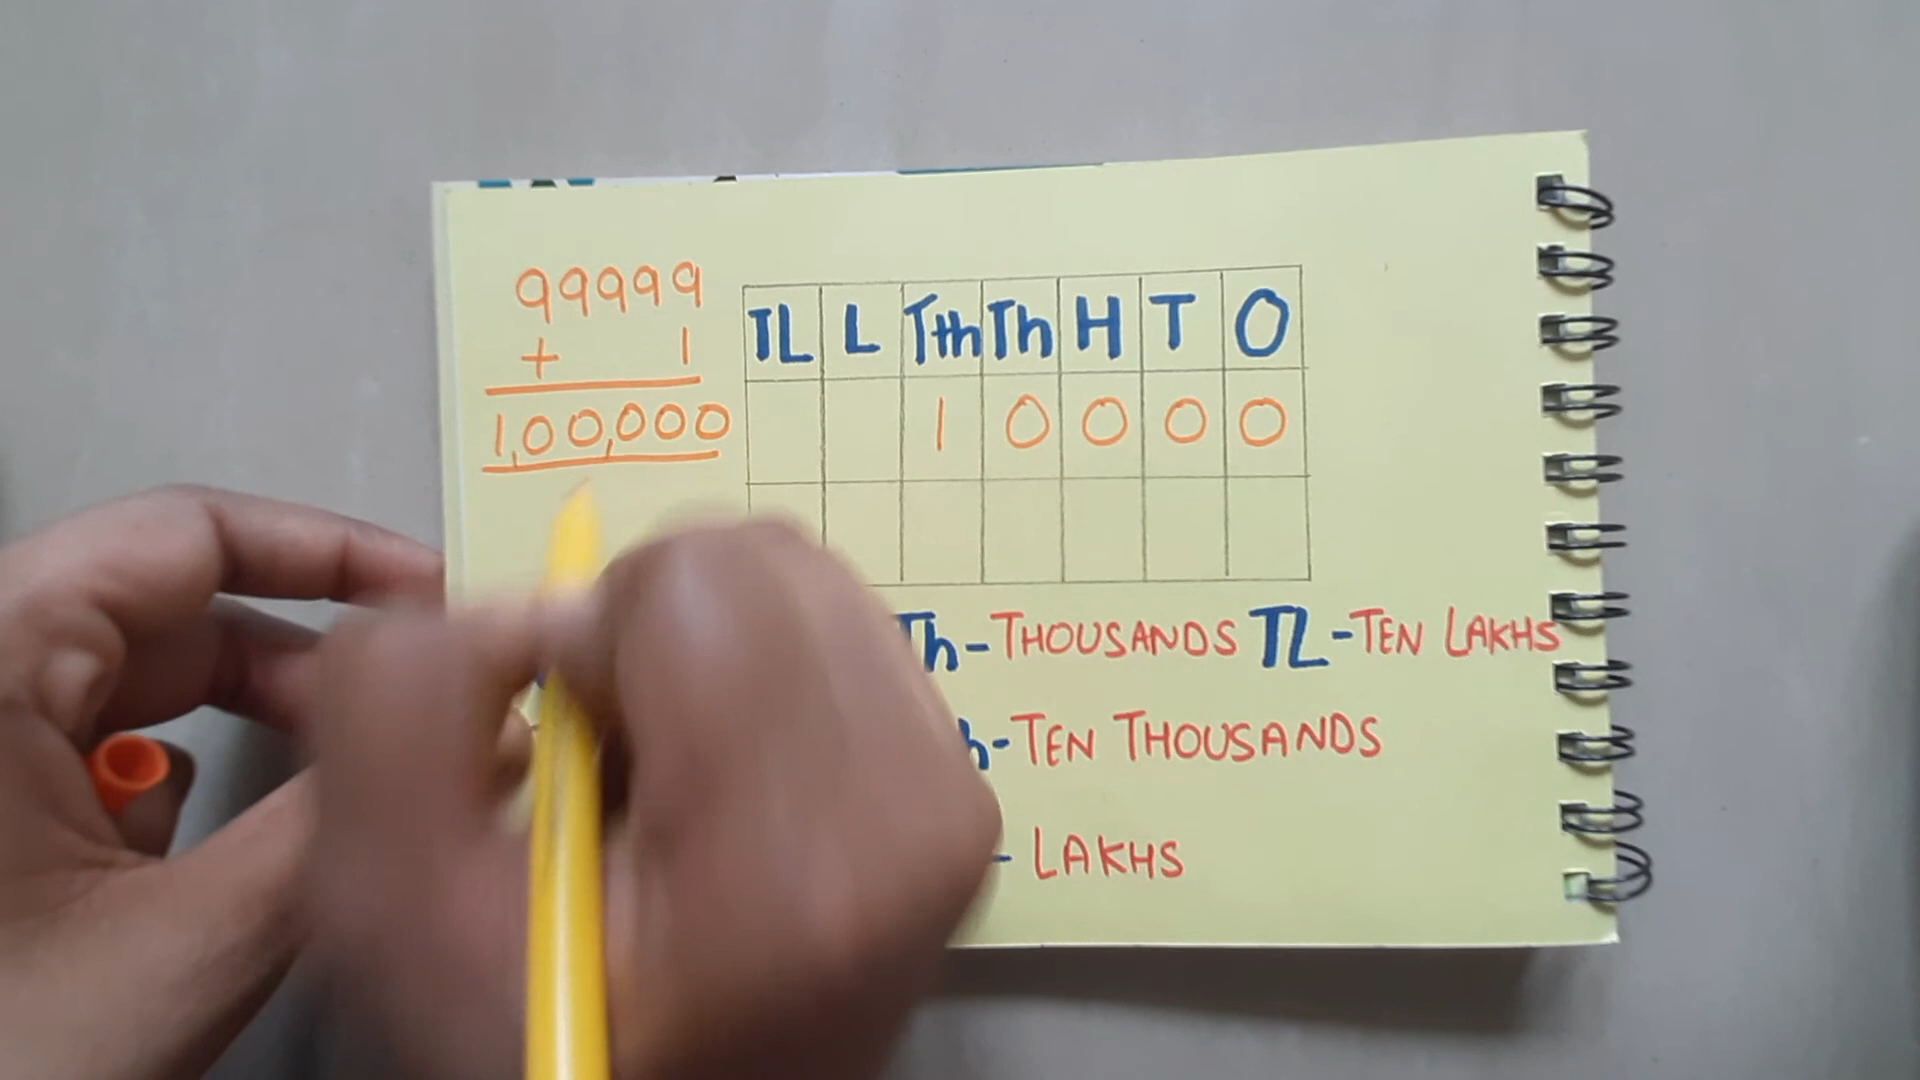 99999
+ 1
1,00,000
TL L Tth Th H T O
1 0 0 0 0
Th-THOUSANDS TL-TEN LAKHS
-TEN THOUSANDS
- LAKHS